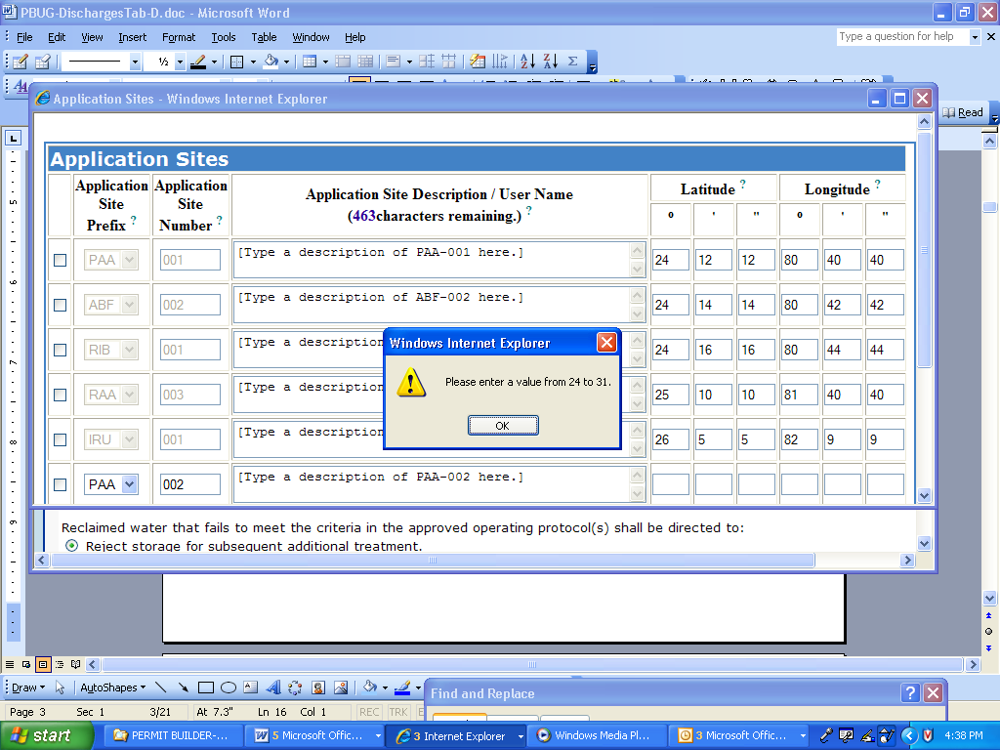 PBUG-DischargesTab-D.doc - Microsoft Word
File Edit View Insert Format Tools Table Window Help
Type a question for help
½
Application Sites - Windows Internet Explorer
Read
Application Sites
Application Site Prefix ?
Application Site Number ?
Application Site Description / User Name
(463characters remaining.) ?
Latitude ? Longitude ?
º ' " º ' "
PAA 001 [Type a description of PAA-001 here.] 24 12 12 80 40 40
ABF 002 [Type a description of ABF-002 here.] 24 14 14 80 42 42
RIB 001 [Type a description 24 16 16 80 44 44
RAA 003 [Type a description 25 10 10 81 40 40
IRU 001 [Type a description 26 5 5 82 9 9
PAA 002 [Type a description of PAA-002 here.]
Windows Internet Explorer
Please enter a value from 24 to 31.
OK
Reclaimed water that fails to meet the criteria in the approved operating protocol(s) shall be directed to:
Reject storage for subsequent additional treatment.
Draw AutoShapes
Find and Replace
Page 3 Sec 1 3/21 At 7.3" Ln 16 Col 1 REC TRK
start PERMIT BUILDER-... 5 Microsoft Offic... 3 Internet Explorer Windows Media Pl... 3 Microsoft Offic... 4:38 PM